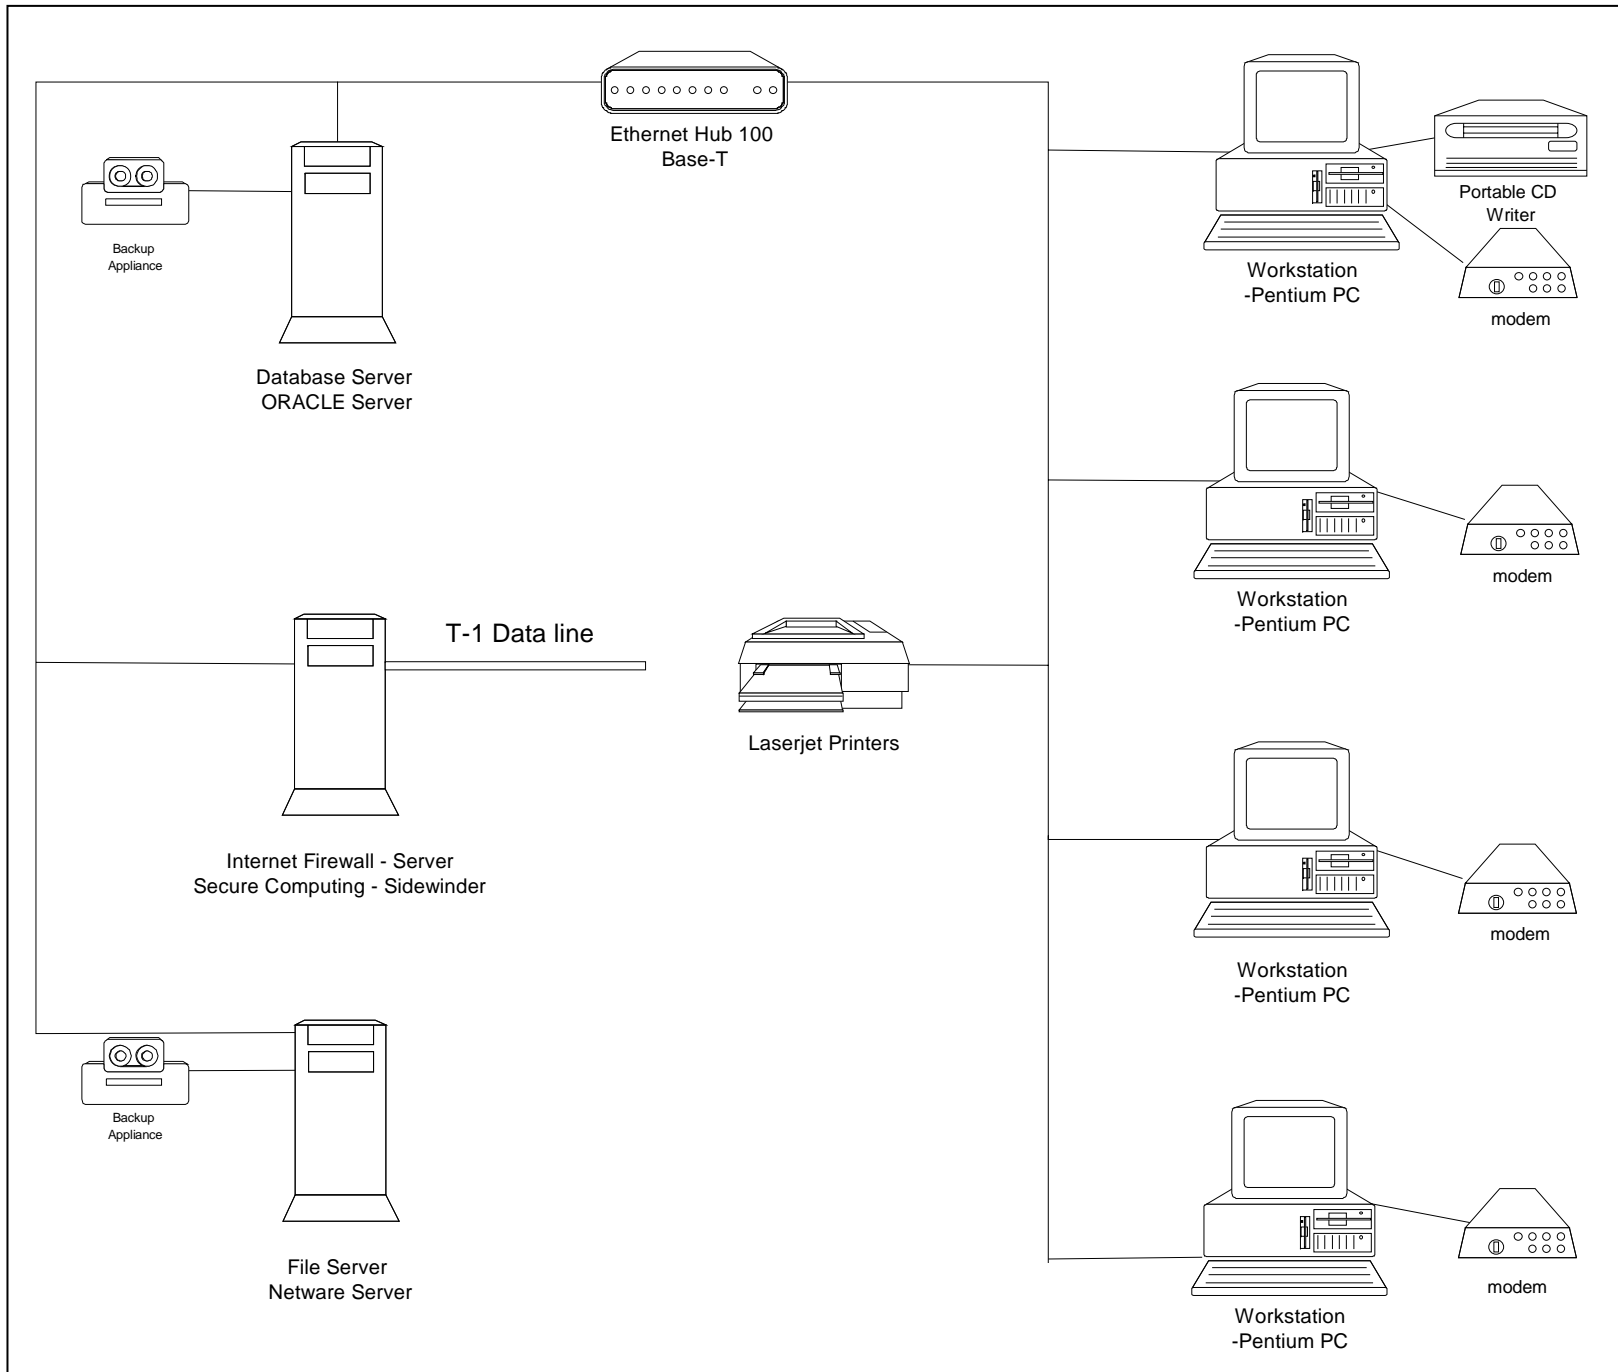 Ethernet Hub 100
Base-T
Portable CD
Writer
Backup
Appliance
Workstation
-Pentium PC
modem
Database Server
ORACLE Server
modem
Workstation
-Pentium PC
T-1 Data line
Laserjet Printers
Internet Firewall - Server
Secure Computing - Sidewinder
modem
Workstation
-Pentium PC
Backup
Appliance
File Server
Netware Server
modem
Workstation
-Pentium PC